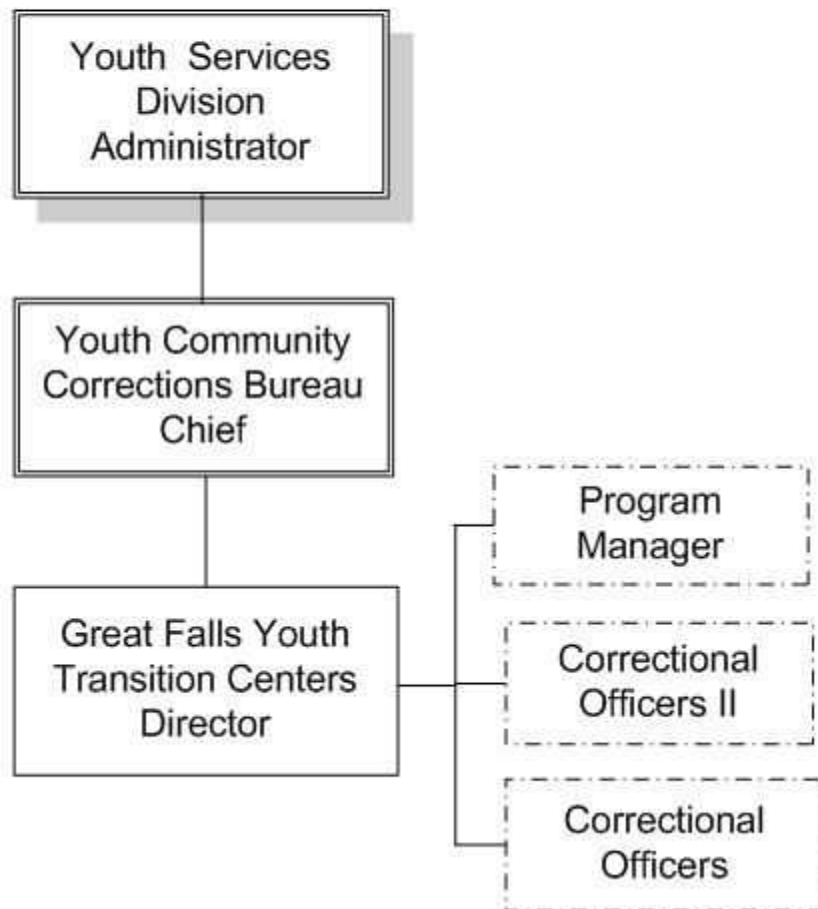 Youth Services
Division
Administrator
Youth Community
Corrections Bureau
Chief
Great Falls Youth
Transition Centers
Director
Program
Manager
Correctional
Officers II
Correctional
Officers